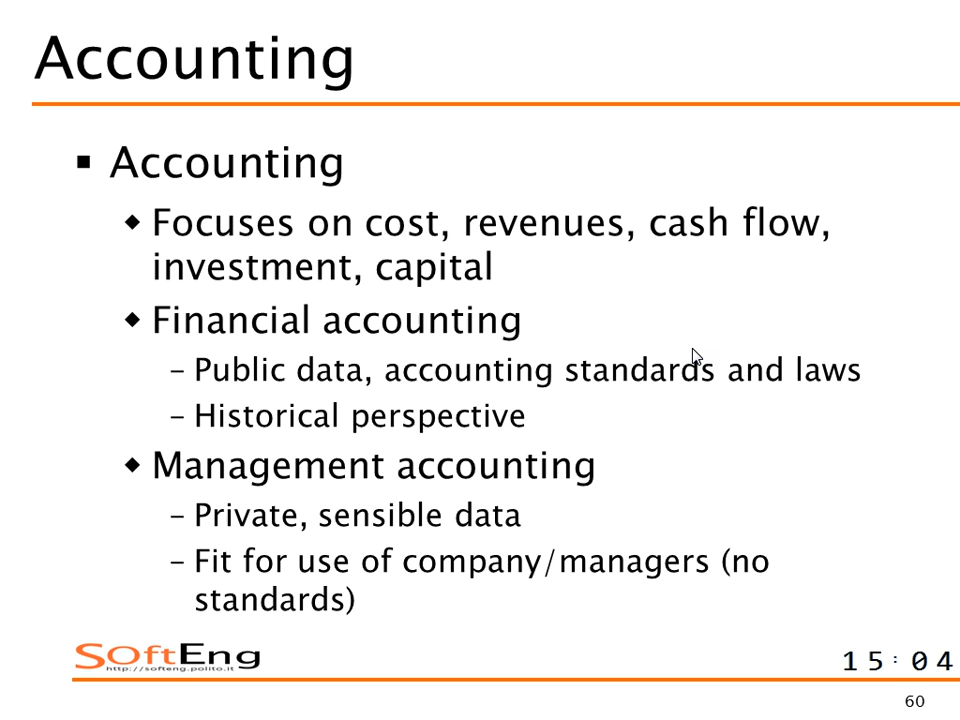 Accounting
▪ Accounting
◆ Focuses on cost, revenues, cash flow,
investment, capital
◆ Financial accounting
– Public data, accounting standards and laws
– Historical perspective
◆ Management accounting
– Private, sensible data
– Fit for use of company/managers (no
standards)
SOftEng
http://softeng.polito.it
15:04
60